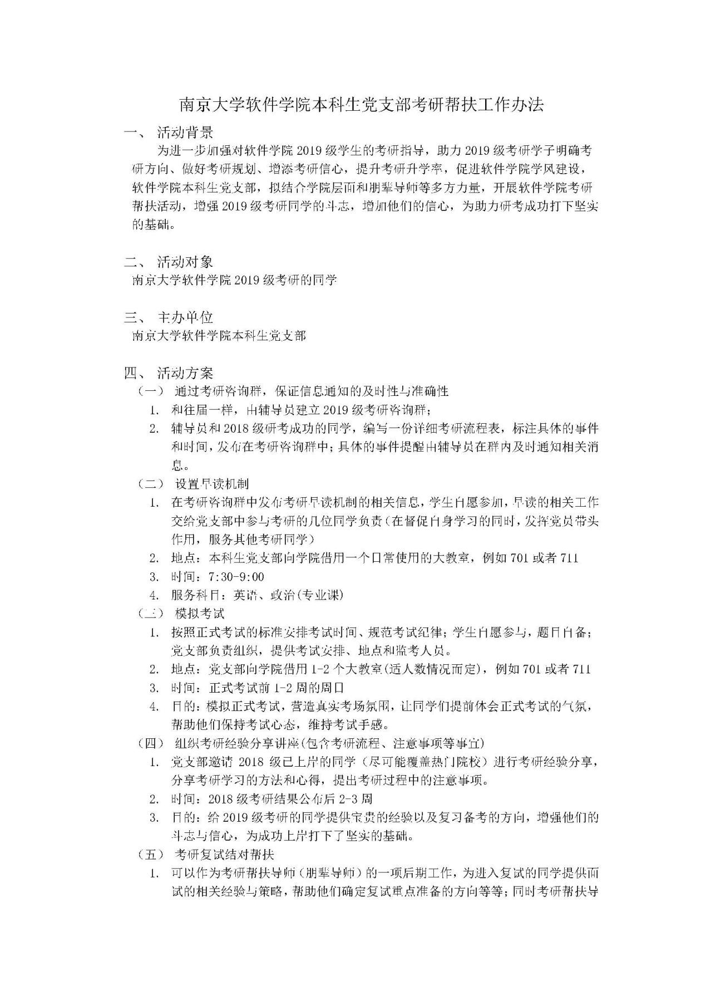 南京大学软件学院本科生党支部考研帮扶工作办法
一、 活动背景
为进一步加强对软件学院 2019 级学生的考研指导，助力 2019 级考研学子明确考
研方向、做好考研规划、增添考研信心，提升考研升学率，促进软件学院学风建设，
软件学院本科生党支部，拟结合学院层面和朋辈导师等多方力量，开展软件学院考研
帮扶活动，增强 2019 级考研同学的斗志，增加他们的信心，为助力研考成功打下坚实
的基础。
二、 活动对象
南京大学软件学院 2019 级考研的同学
三、 主办单位
南京大学软件学院本科生党支部
四、 活动方案
（一） 通过考研咨询群，保证信息通知的及时性与准确性
1. 和往届一样，由辅导员建立 2019 级考研咨询群；
2. 辅导员和 2018 级研考成功的同学，编写一份详细考研流程表，标注具体的事件
和时间，发布在考研咨询群中；具体的事件提醒由辅导员在群内及时通知相关消
息。
（二） 设置早读机制
1. 在考研咨询群中发布考研早读机制的相关信息，学生自愿参加，早读的相关工作
交给党支部中参与考研的几位同学负责（在督促自身学习的同时，发挥党员带头
作用，服务其他考研同学）
2. 地点：本科生党支部向学院借用一个日常使用的大教室，例如 701 或者 711
3. 时间：7:30-9:00
4. 服务科目：英语、政治(专业课)
（三） 模拟考试
1. 按照正式考试的标准安排考试时间、规范考试纪律；学生自愿参与，题目自备；
党支部负责组织，提供考试安排、地点和监考人员。
2. 地点：党支部向学院借用 1-2 个大教室(适人数情况而定)，例如 701 或者 711
3. 时间：正式考试前 1-2 周的周日
4. 目的：模拟正式考试，营造真实考场氛围，让同学们提前体会正式考试的气氛，
帮助他们保持考试心态，维持考试手感。
（四） 组织考研经验分享讲座(包含考研流程、注意事项等事宜)
1. 党支部邀请 2018 级已上岸的同学（尽可能覆盖热门院校）进行考研经验分享，
分享考研学习的方法和心得，提出考研过程中的注意事项。
2. 时间：2018 级考研结果公布后 2-3 周
3. 目的：给 2019 级考研的同学提供宝贵的经验以及复习备考的方向，增强他们的
斗志与信心，为成功上岸打下了坚实的基础。
（五） 考研复试结对帮扶
1. 可以作为考研帮扶导师（朋辈导师）的一项后期工作，为进入复试的同学提供面
试的相关经验与策略，帮助他们确定复试重点准备的方向等等；同时考研帮扶导